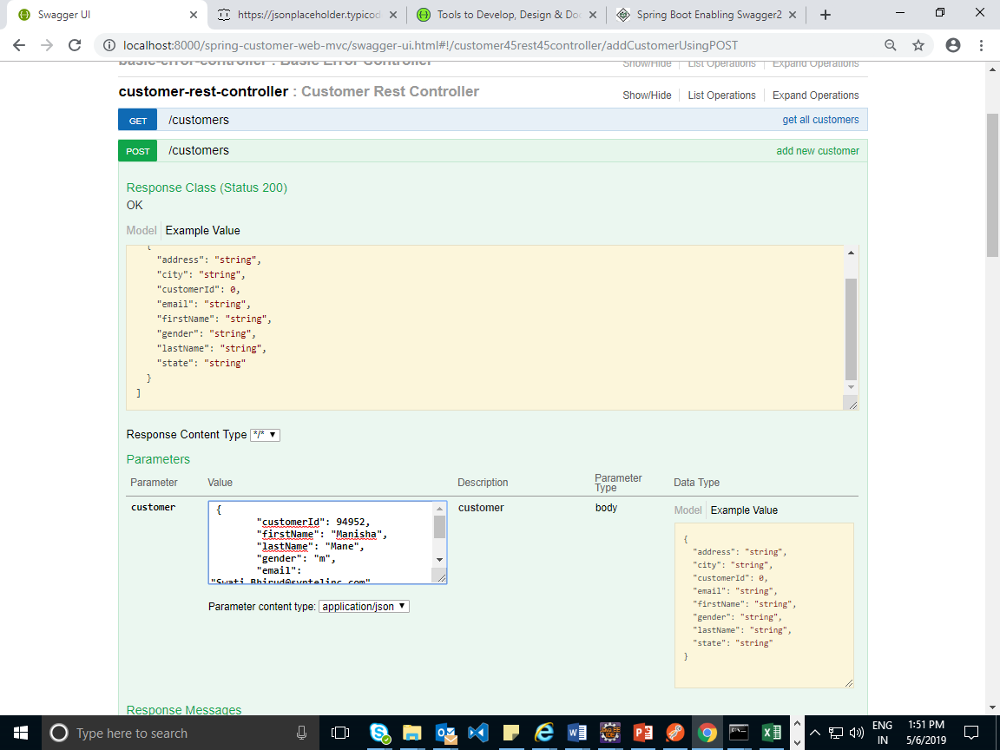 Swagger UI
https://jsonplaceholder.typicod
Tools to Develop, Design & Do
Spring Boot Enabling Swagger2
localhost:8000/spring-customer-web-mvc/swagger-ui.html#!/customer45rest45controller/addCustomerUsingPOST
basic-error-controller : Basic Error Controller
Show/Hide List Operations Expand Operations
customer-rest-controller : Customer Rest Controller
Show/Hide List Operations Expand Operations
GET /customers get all customers
POST /customers add new customer
Response Class (Status 200)
OK
Model Example Value
{
"address": "string",
"city": "string",
"customerId": 0,
"email": "string",
"firstName": "string",
"gender": "string",
"lastName": "string",
"state": "string"
}
]
Response Content Type */*
Parameters
Parameter Value Description Parameter Type Data Type
customer
{
"customerId": 94952,
"firstName": "Manisha",
"lastName": "Mane",
"gender": "m",
"email":
"Swati_Bhirud@syntelinc.com"
Parameter content type: application/json
customer
body
Model Example Value
{
"address": "string",
"city": "string",
"customerId": 0,
"email": "string",
"firstName": "string",
"gender": "string",
"lastName": "string",
"state": "string"
}
Response Messages
Type here to search
ENG
IN
1:51 PM
5/6/2019